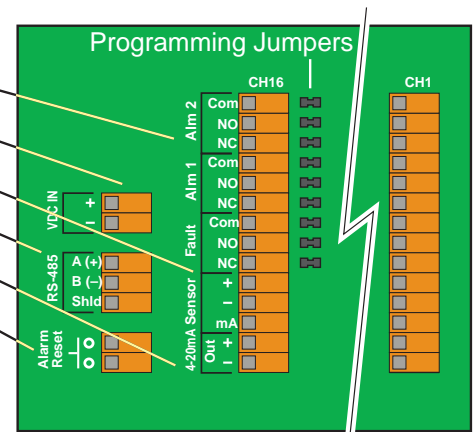 Programming Jumpers
CH16
CH1
Alm 2
Com
NO
NC
Alm 1
Com
NO
NC
Fault
Com
NO
NC
4-20mA Sensor
+
–
mA
Out
+
–
VDC IN
+
–
RS-485
A (+)
B (–)
Shld
Alarm
Reset